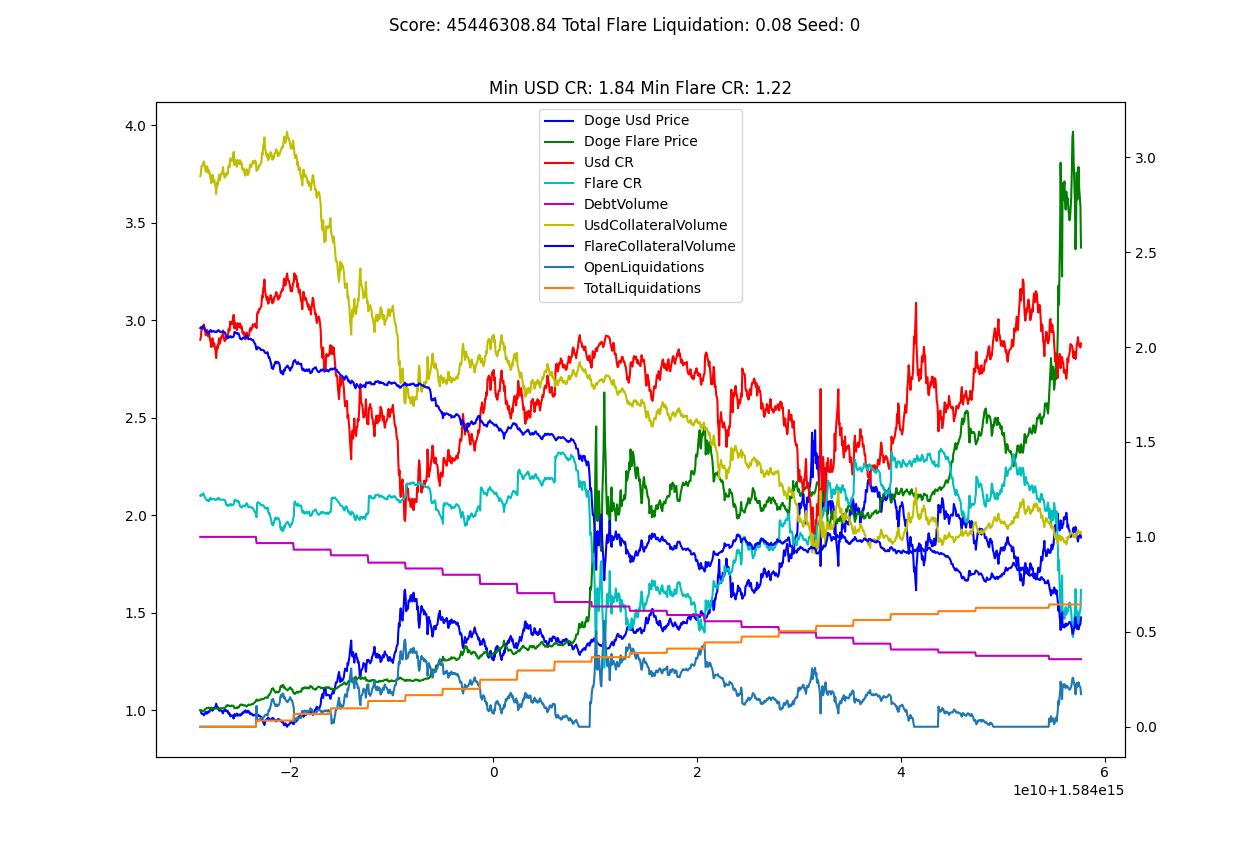 Score: 45446308.84 Total Flare Liquidation: 0.08 Seed: 0
Min USD CR: 1.84 Min Flare CR: 1.22
Doge Usd Price
Doge Flare Price
Usd CR
Flare CR
DebtVolume
UsdCollateralVolume
FlareCollateralVolume
OpenLiquidations
TotalLiquidations
4.0
3.5
3.0
2.5
2.0
1.5
1.0
3.0
2.5
2.0
1.5
1.0
0.5
0.0
−2
0
2
4
6
1e10+1.584e15